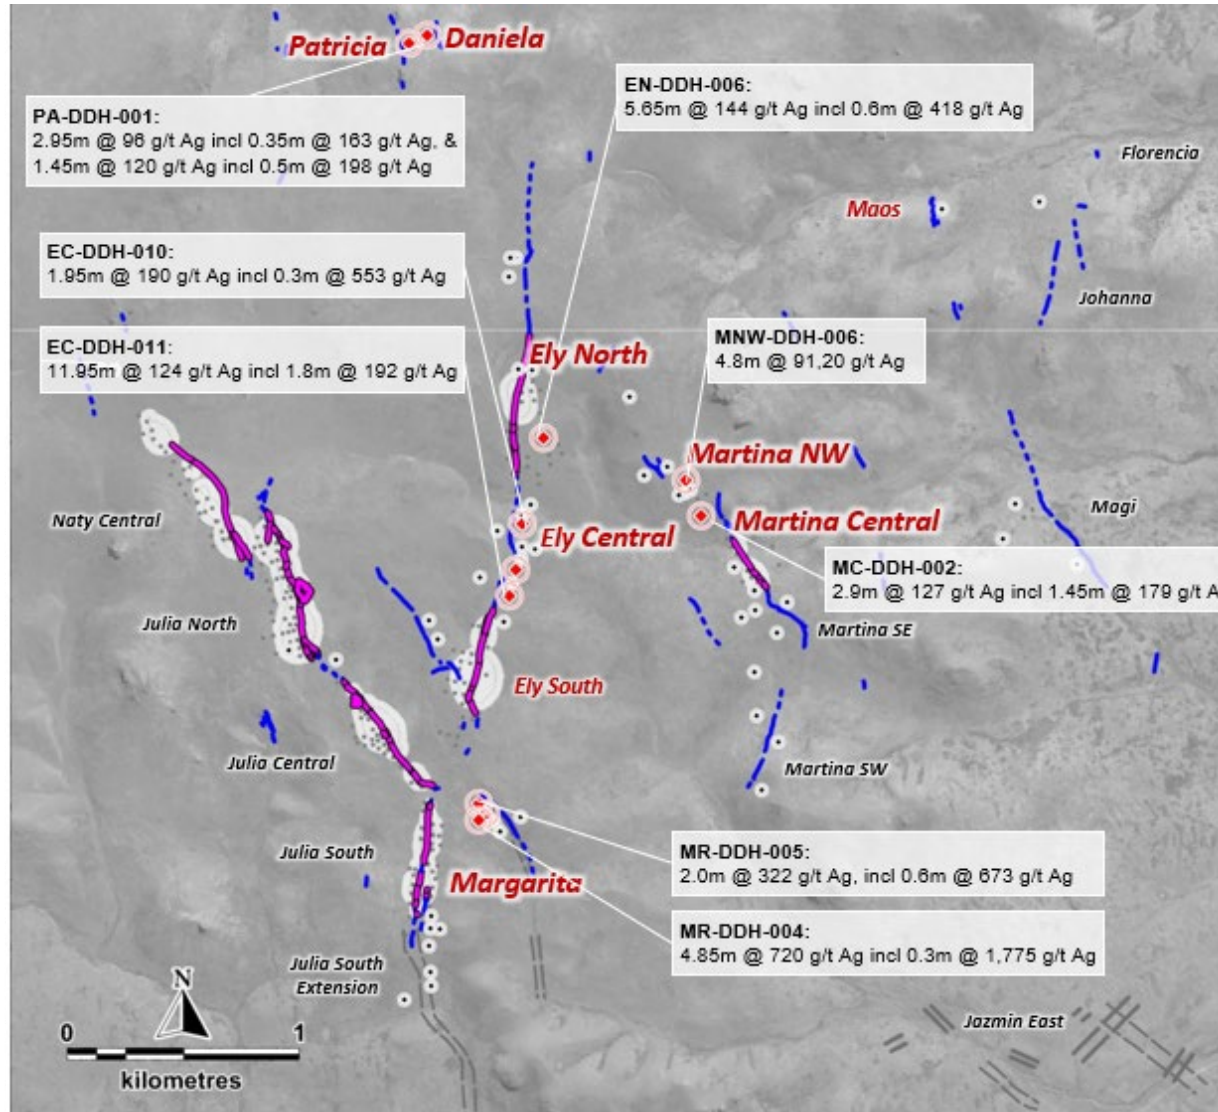 Patricia
Daniela
PA-DDH-001:
2.95m @ 96 g/t Ag incl 0.35m @ 163 g/t Ag, &
1.45m @ 120 g/t Ag incl 0.5m @ 198 g/t Ag
EN-DDH-006:
5.65m @ 144 g/t Ag incl 0.6m @ 418 g/t Ag
Florencia
Maos
EC-DDH-010:
1.95m @ 190 g/t Ag incl 0.3m @ 553 g/t Ag
Johanna
EC-DDH-011:
11.95m @ 124 g/t Ag incl 1.8m @ 192 g/t Ag
Ely North
MNW-DDH-006:
4.8m @ 91,20 g/t Ag
Martina NW
Naty Central
Ely Central
Martina Central
Magi
MC-DDH-002:
2.9m @ 127 g/t Ag incl 1.45m @ 179 g/t A
Julia North
Martina SE
Ely South
Julia Central
Martina SW
Julia South
Margarita
MR-DDH-005:
2.0m @ 322 g/t Ag, incl 0.6m @ 673 g/t Ag
MR-DDH-004:
4.85m @ 720 g/t Ag incl 0.3m @ 1,775 g/t Ag
Julia South
Extension
N
Jazmin East
0 1
kilometres